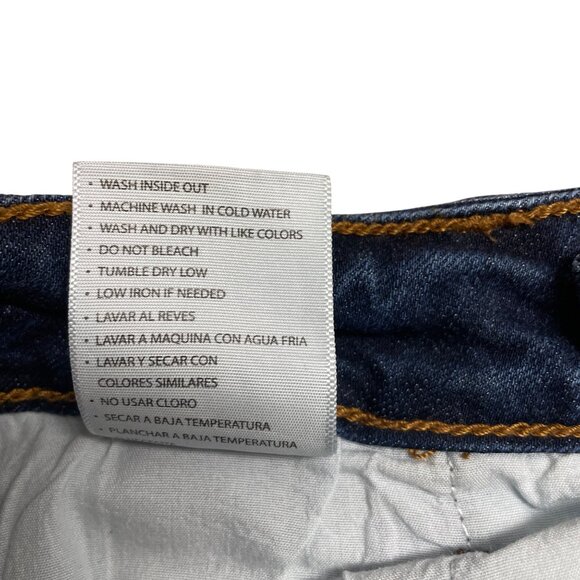 • WASH INSIDE OUT
• MACHINE WASH IN COLD WATER
• WASH AND DRY WITH LIKE COLORS
• DO NOT BLEACH
• TUMBLE DRY LOW
• LOW IRON IF NEEDED
• LAVAR AL REVES
• LAVAR A MAQUINA CON AGUA FRIA
• LAVAR Y SECAR CON
COLORES SIMILARES
• NO USAR CLORO
• SECAR A BAJA TEMPERATURA
• PLANCHAR A BAJA TEMPERATURA